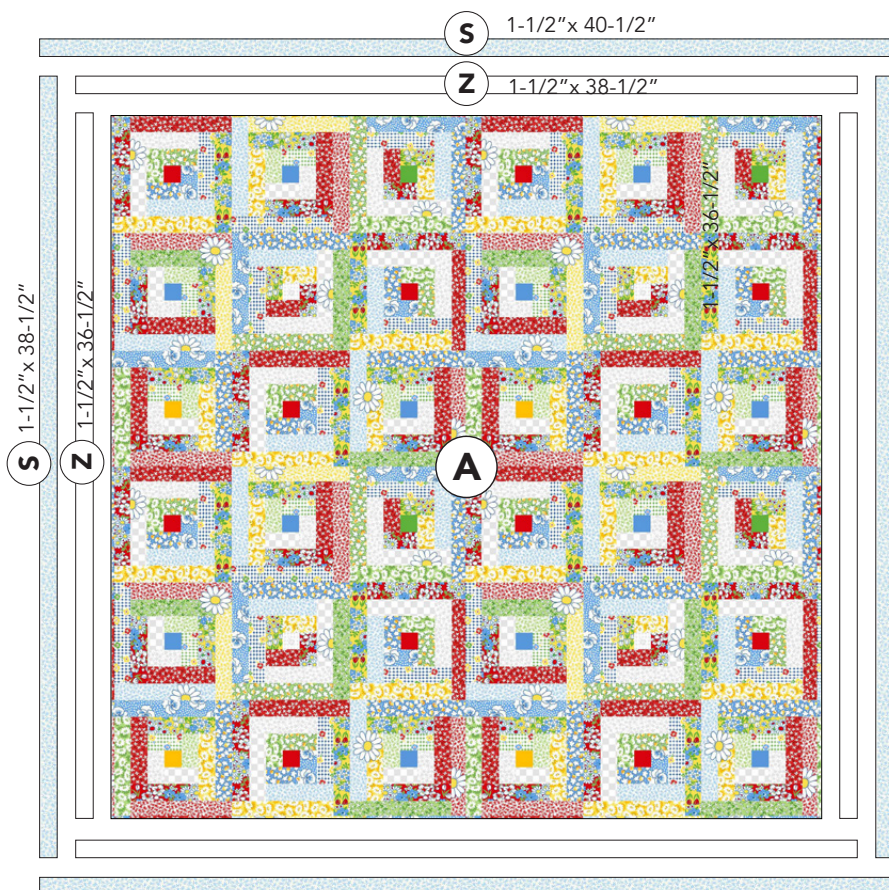 S 1-1/2”x 40-1/2”
Z 1-1/2”x 38-1/2”
1-1/2”x 36-1/2”
S 1-1/2”x 38-1/2”
Z 1-1/2”x 36-1/2”
A